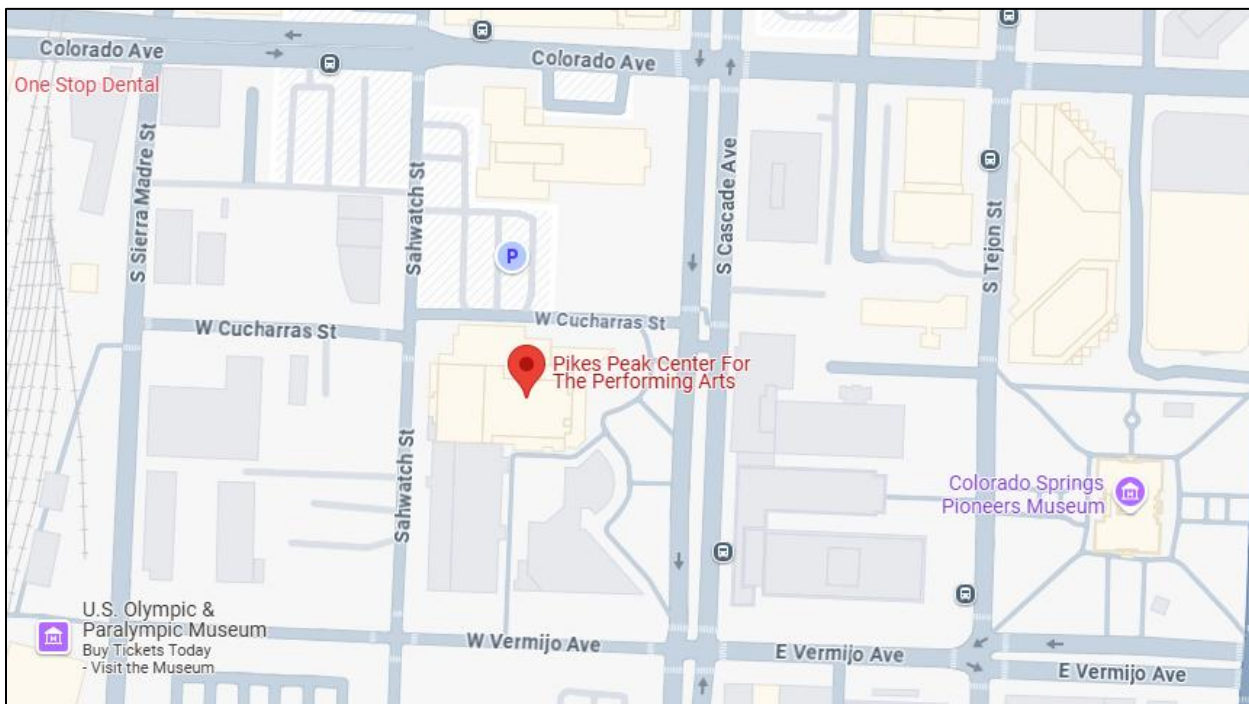 Colorado Ave
Colorado Ave
One Stop Dental
S Sierra Madre St
Sahwatch St
S Cascade Ave
S Tejon St
P
W Cucharras St
W Cucharras St
Pikes Peak Center For
The Performing Arts
Sahwatch St
Colorado Springs
Pioneers Museum
U.S. Olympic &
Paralympic Museum
Buy Tickets Today
- Visit the Museum
W Vermijo Ave
E Vermijo Ave
E Vermijo Ave